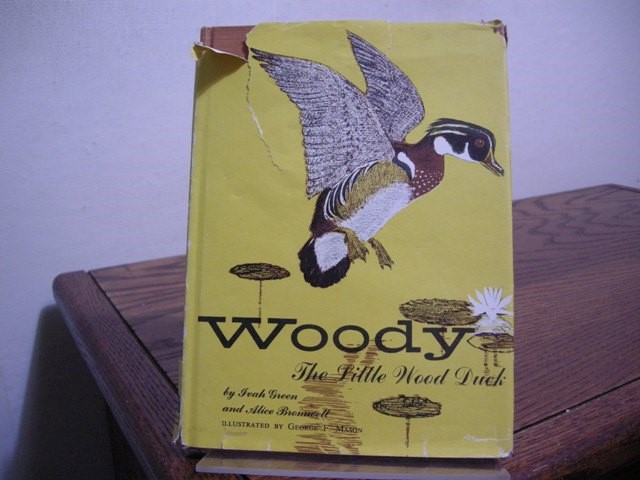 Woody
The Little Wood Duck
by Ivah Green
and Alice Bromwell
ILLUSTRATED BY GEORGE F. MASON